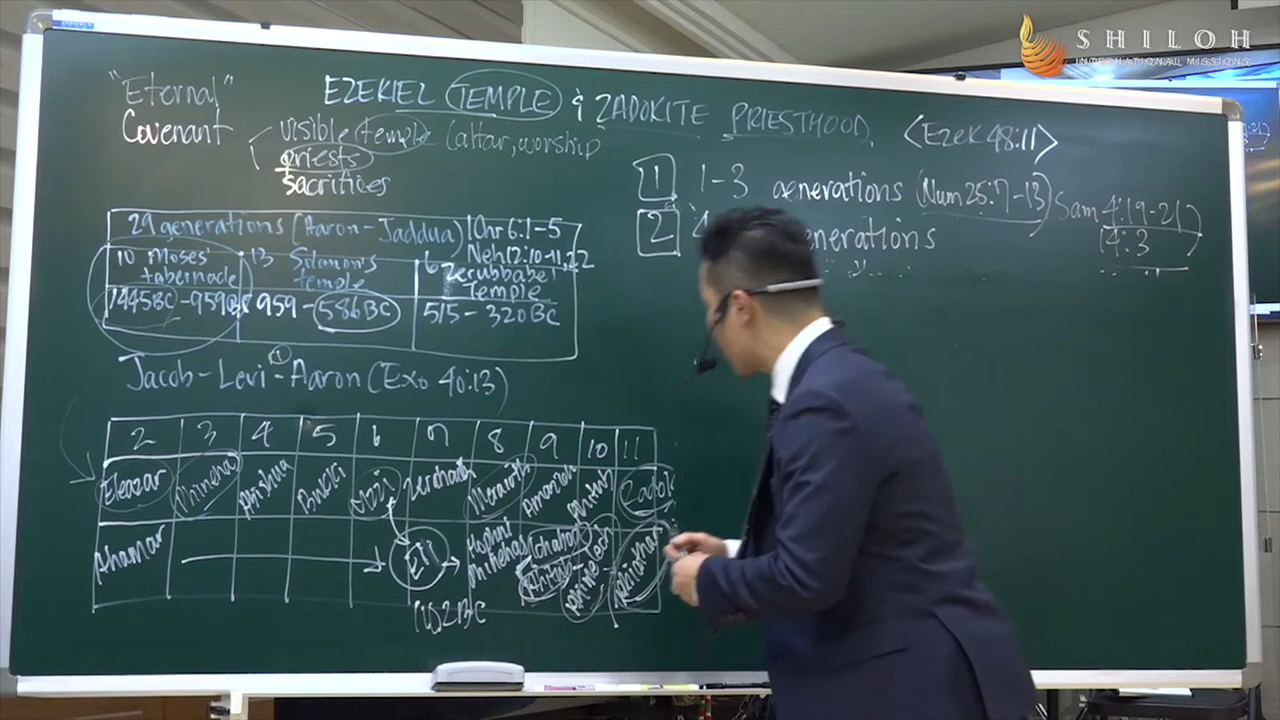 SHILOH
INTERNATIONAL MISSIONS
"Eternal"
Covenant
EZEKIEL TEMPLE & ZADOKITE PRIESTHOOD
<Ezek 48:11>
visible temple (altar, worship
priests
sacrifices
1 1-3 generations (Num 25:7-13)
2 4 enerations
Sam 4:19-21
14:3
29 generations (Aaron-Jaddua) 1Chr 6:1-5
Neh12:10-11,22
10 Moses' tabernacle
13 Solomon's temple
6 Zerubbabel Temple
1445BC-959BC
959-586BC
515-320BC
Jacob-Levi-Aaron (Exo 40:13)
1
2 3 4 5 6 7 8 9 10 11
Eleazar Phinehas Abishua Bukki Uzzi Zerahiah Meraioth Amariah Ahitub Zadok
Ithamar Eli Hophni Phinehas Ichabod Ahitub Ahimelech Abiathar